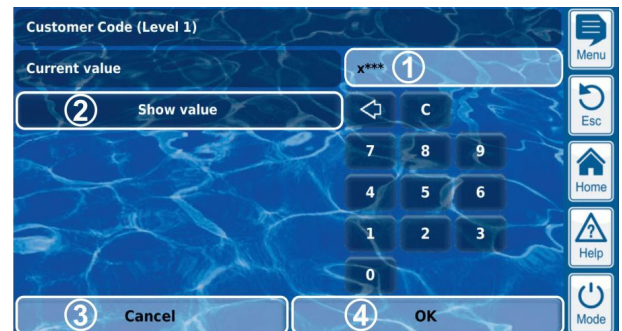 Customer Code (Level 1)
Menu
Current value
x***
1
2
Show value
C
Esc
7 8 9
4 5 6
Home
1 2 3
Help
0
3
Cancel
4
OK
Mode